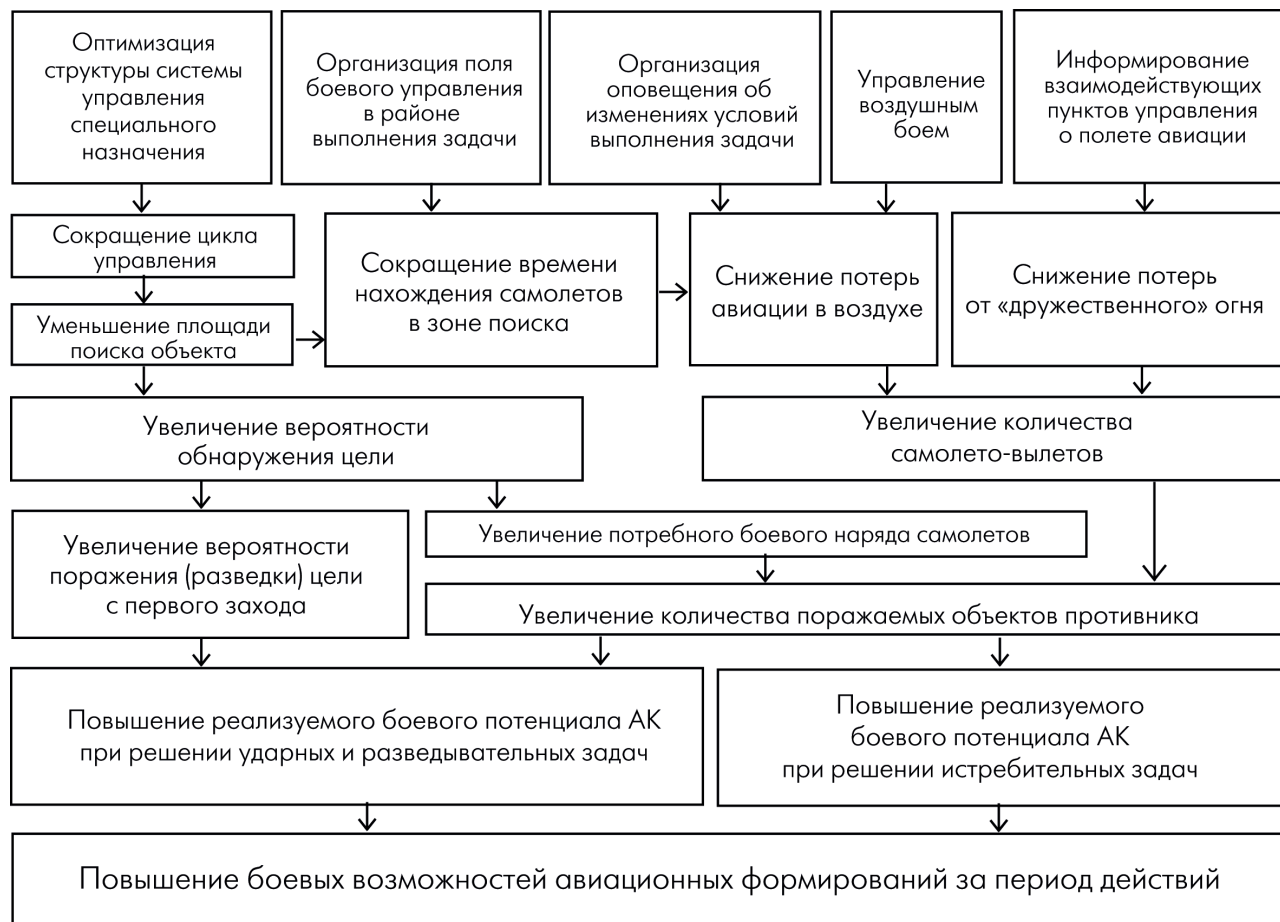 Оптимизация
структуры системы
управления
специального
назначения
Организация поля
боевого управления
в районе
выполнения задачи
Организация
оповещения об
изменениях условий
выполнения задачи
Управление
воздушным
боем
Информирование
взаимодействующих
пунктов управления
о полете авиации
Сокращение цикла
управления
Уменьшение площади
поиска объекта
Сокращение времени
нахождения самолетов
в зоне поиска
Снижение потерь
авиации в воздухе
Снижение потерь
от «дружественного» огня
Увеличение вероятности
обнаружения цели
Увеличение количества
самолето-вылетов
Увеличение вероятности
поражения (разведки) цели
с первого захода
Увеличение потребного боевого наряда самолетов
Увеличение количества поражаемых объектов противника
Повышение реализуемого боевого потенциала АК
при решении ударных и разведывательных задач
Повышение реализуемого
боевого потенциала АК
при решении истребительных задач
Повышение боевых возможностей авиационных формирований за период действий